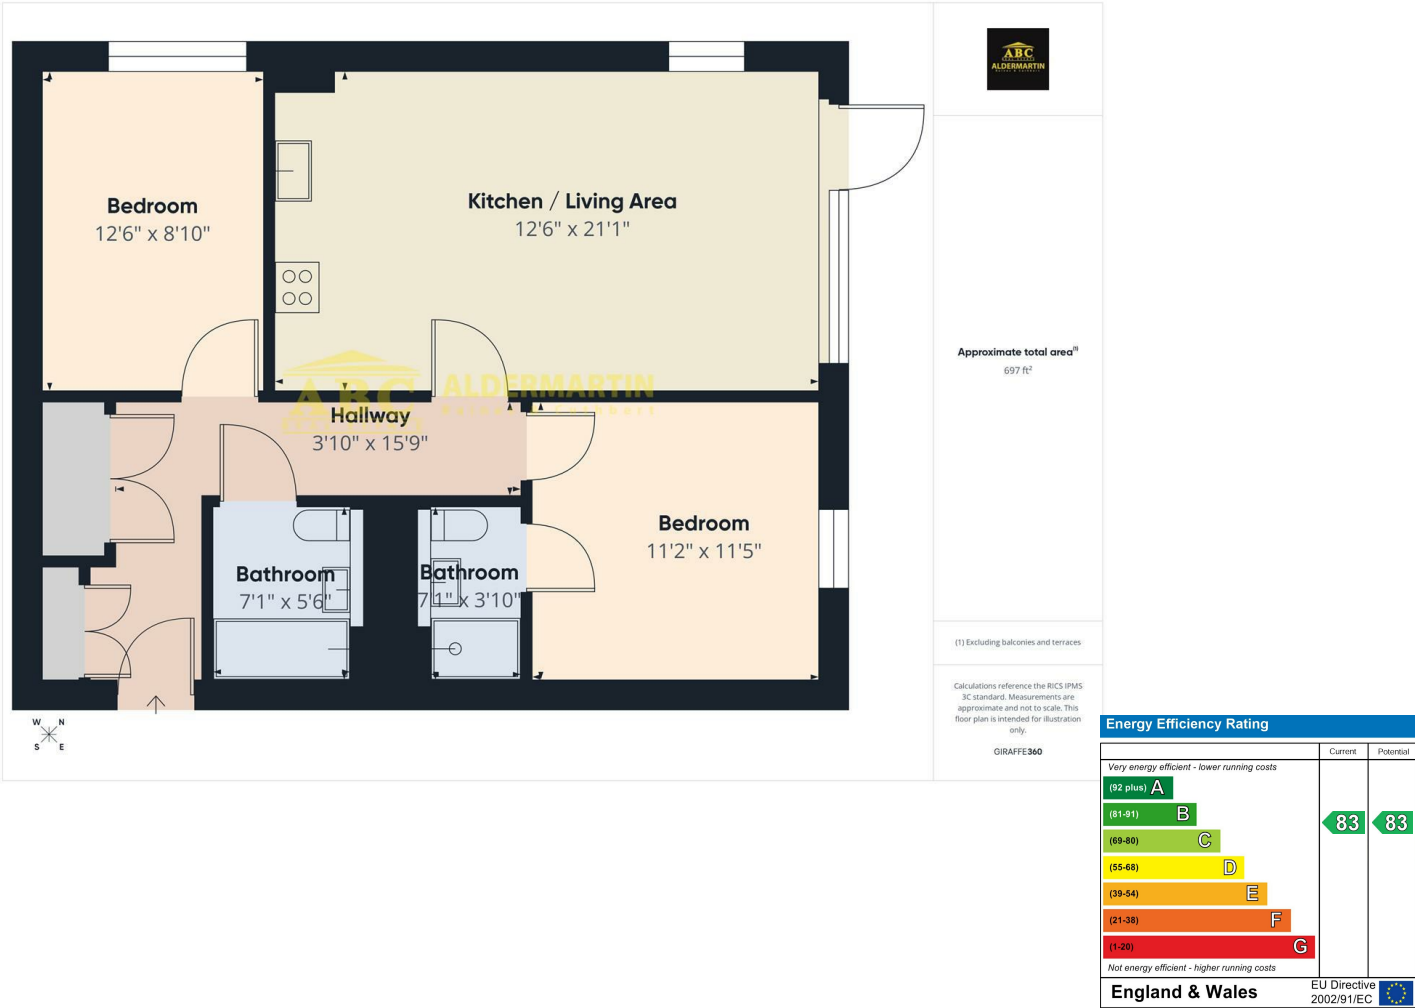 Bedroom
12'6" x 8'10"
Kitchen / Living Area
12'6" x 21'1"
ABC
ALDERMARTIN
Hallway
3'10" x 15'9"
Bedroom
11'2" x 11'5"
Bathroom
7'1" x 5'6"
Bathroom
7'1" x 3'10"
W N
S E
ABC
ALDERMARTIN
Approximate total area(1)
697 ft²
(1) Excluding balconies and terraces
Calculations reference the RICS IPMS
3C standard. Measurements are
approximate and not to scale. This
floor plan is intended for illustration
only.
GIRAFFE360
Energy Efficiency Rating
Current Potential
Very energy efficient - lower running costs
(92 plus) A
(81-91) B
83 83
(69-80) C
(55-68) D
(39-54) E
(21-38) F
(1-20) G
Not energy efficient - higher running costs
England & Wales
EU Directive
2002/91/EC